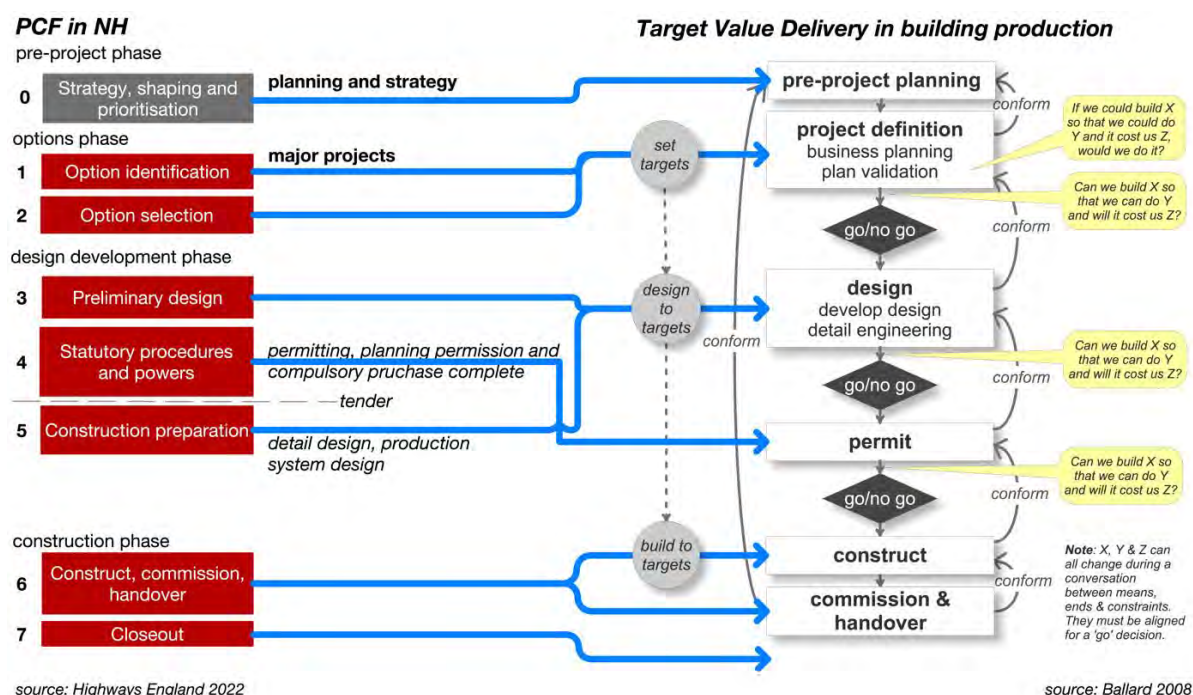 PCF in NH
pre-project phase
0
Strategy, shaping and
prioritisation
planning and strategy
options phase
1
Option identification
major projects
2
Option selection
design development phase
3
Preliminary design
4
Statutory procedures
and powers
permitting, planning permission and
compulsory pruchase complete
tender
5
Construction preparation
detail design, production
system design
construction phase
6
Construct, commission,
handover
7
Closeout
source: Highways England 2022
Target Value Delivery in building production
set
targets
design
to
targets
build to
targets
conform
pre-project planning
conform
project definition
business planning
plan validation
If we could build X
so that we could do
Y and it cost us Z,
would we do it?
Can we build X so
that we can do Y
and will it cost us Z?
go/no go
conform
design
develop design
detail engineering
Can we build X so
that we can do Y
and will it cost us Z?
go/no go
conform
permit
Can we build X so
that we can do Y
and will it cost us Z?
go/no go
conform
construct
conform
commission &
handover
Note: X, Y & Z can
all change during a
conversation
between means,
ends & constraints.
They must be aligned
for a 'go' decision.
source: Ballard 2008